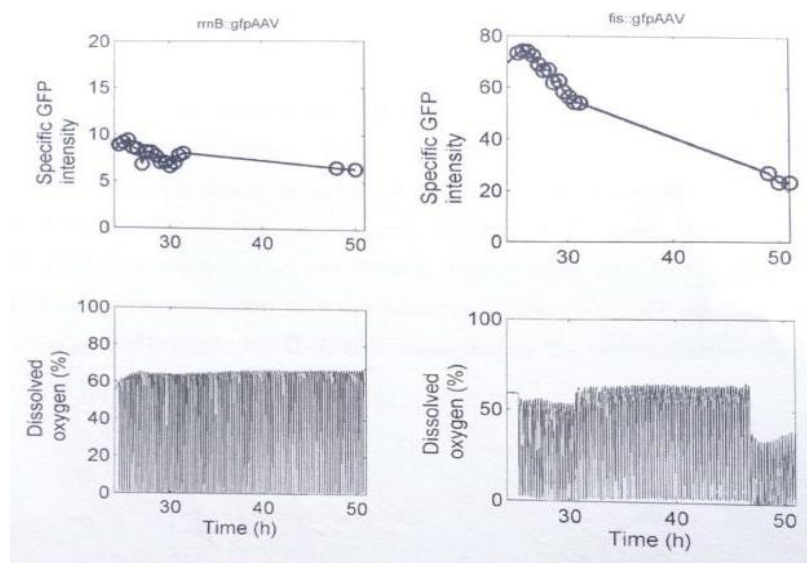 rrnB::gfpAAV
fis::gfpAAV
20
15
10
5
0
Specific GFP
intensity
30
40
50
80
60
40
20
0
Specific GFP
intensity
30
40
50
100
80
60
40
20
0
Dissolved
oxygen (%)
30
40
50
Time (h)
100
50
0
Dissolved
oxygen (%)
30
40
50
Time (h)